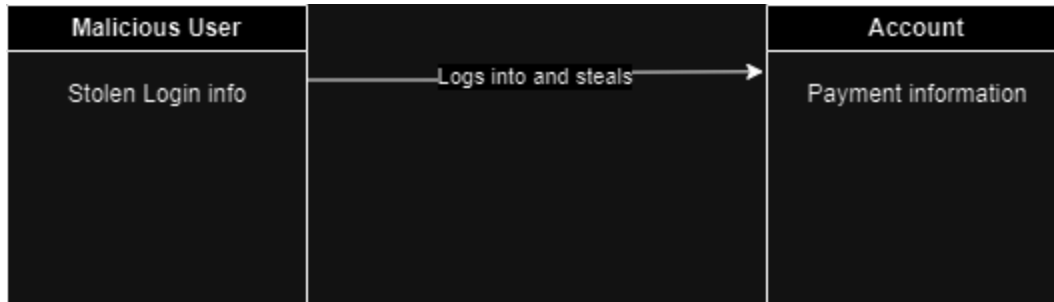 Malicious User
Account
Logs into and steals
Stolen Login info
Payment information